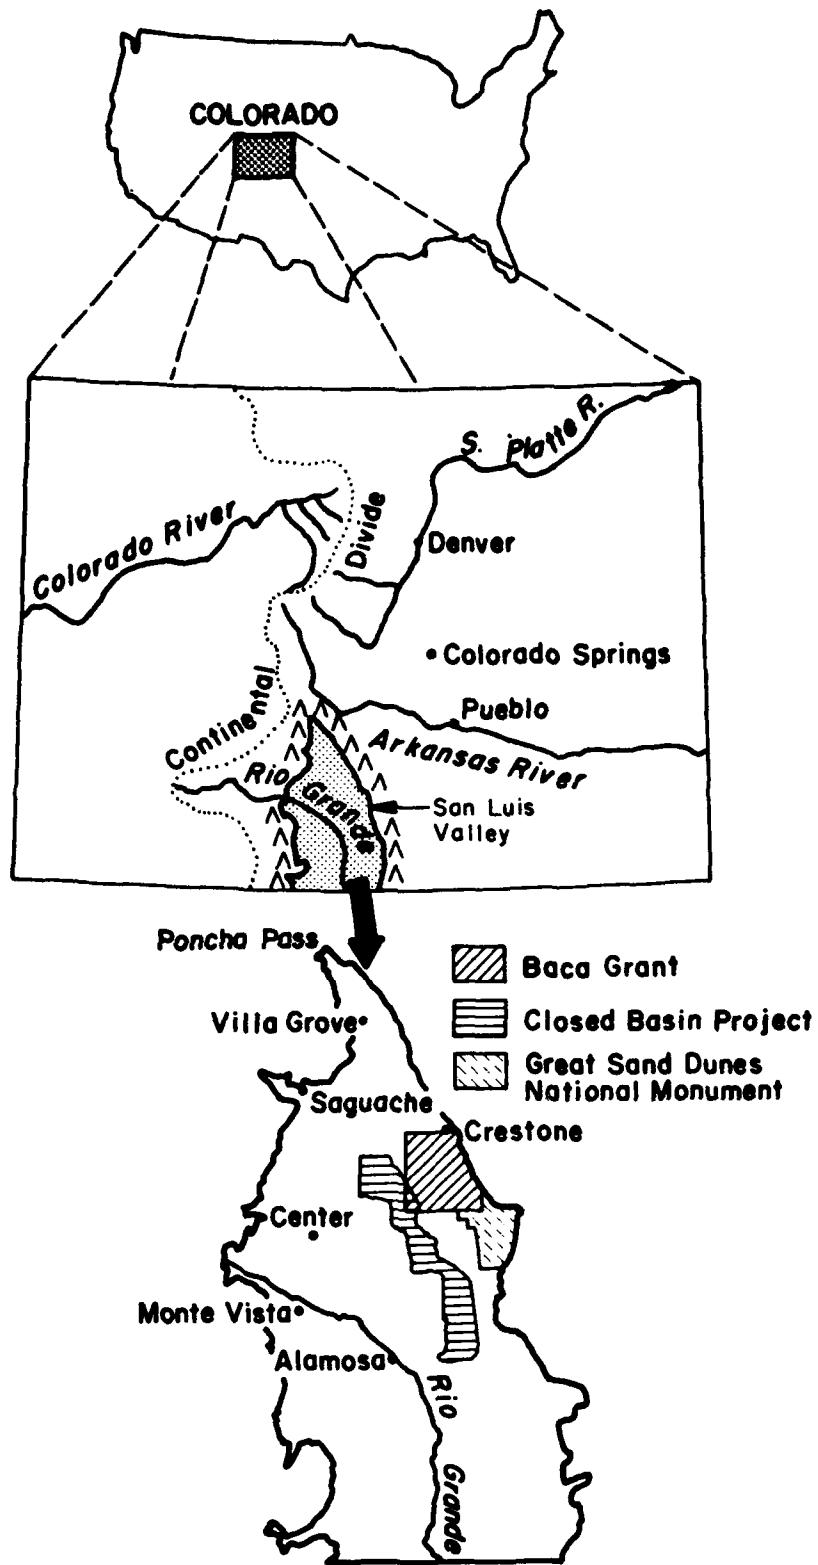 COLORADO
S. Platte R.
Colorado River
Divide
Denver
Colorado Springs
Continental
Pueblo
Arkansas River
Rio
Grande
San Luis
Valley
Poncha Pass
Baca Grant
Villa Grove
Closed Basin Project
Great Sand Dunes
National Monument
Saguache
Crestone
Center
Monte Vista
Alamosa
Rio
Grande